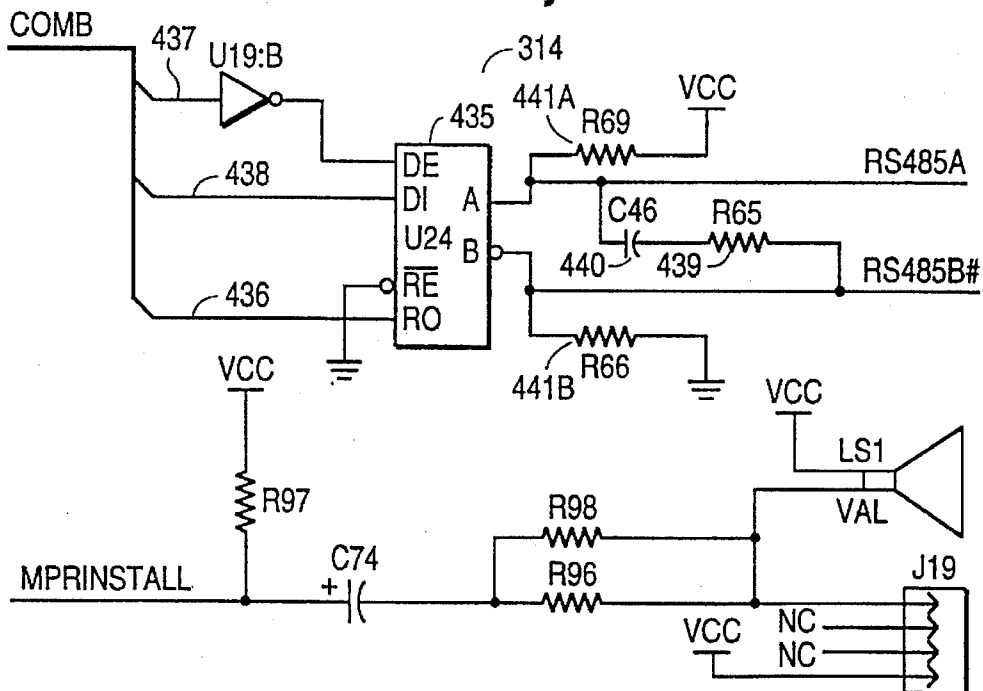 COMB
437
U19:B
314
441A
R69
VCC
435
RS485A
DE
438
DI
A
C46
R65
U24
B
440
439
RS485B#
RE
436
RO
441B
R66
VCC
VCC
LS1
VAL
R97
R98
C74
J19
MPRINSTALL
+
R96
NC
VCC
NC